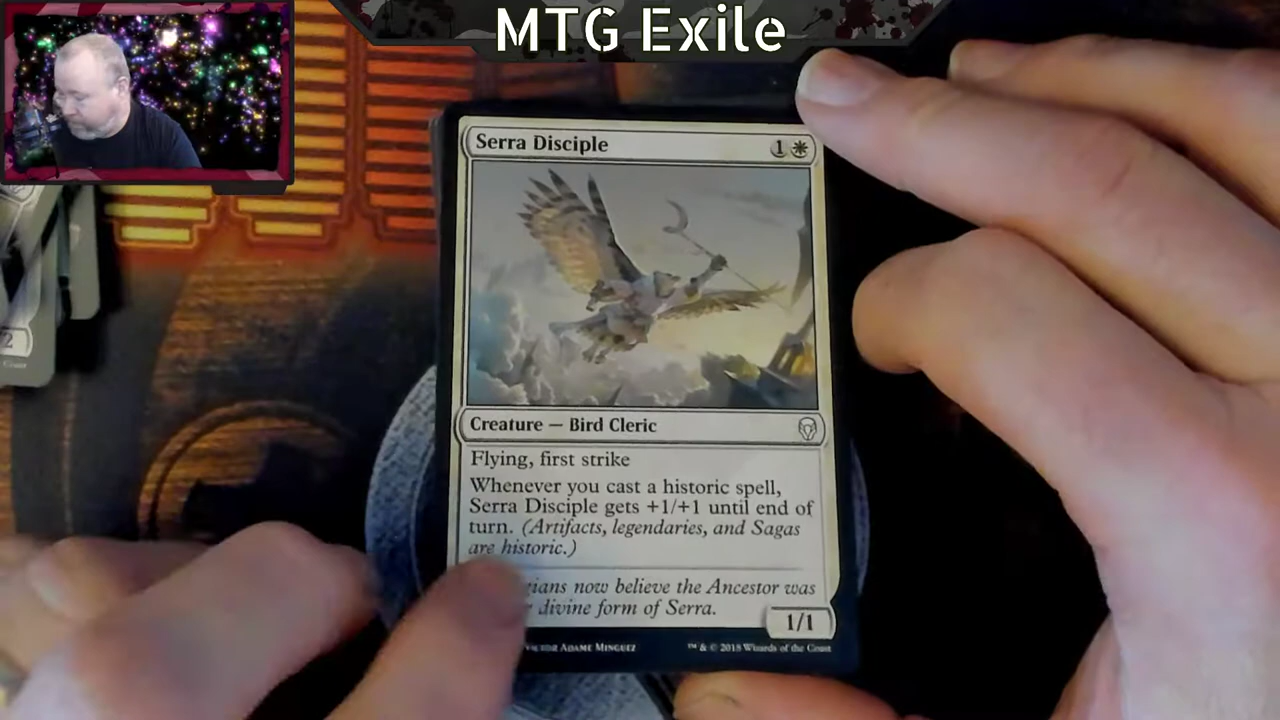 MTG Exile
Serra Disciple 1
Creature — Bird Cleric
Flying, first strike
Whenever you cast a historic spell,
Serra Disciple gets +1/+1 until end of
turn. (Artifacts, legendaries, and Sagas
are historic.)
now believe the Ancestor was
divine form of Serra.
1/1
Adame Minguez ™ & © 2018 Wizards of the Coast
2